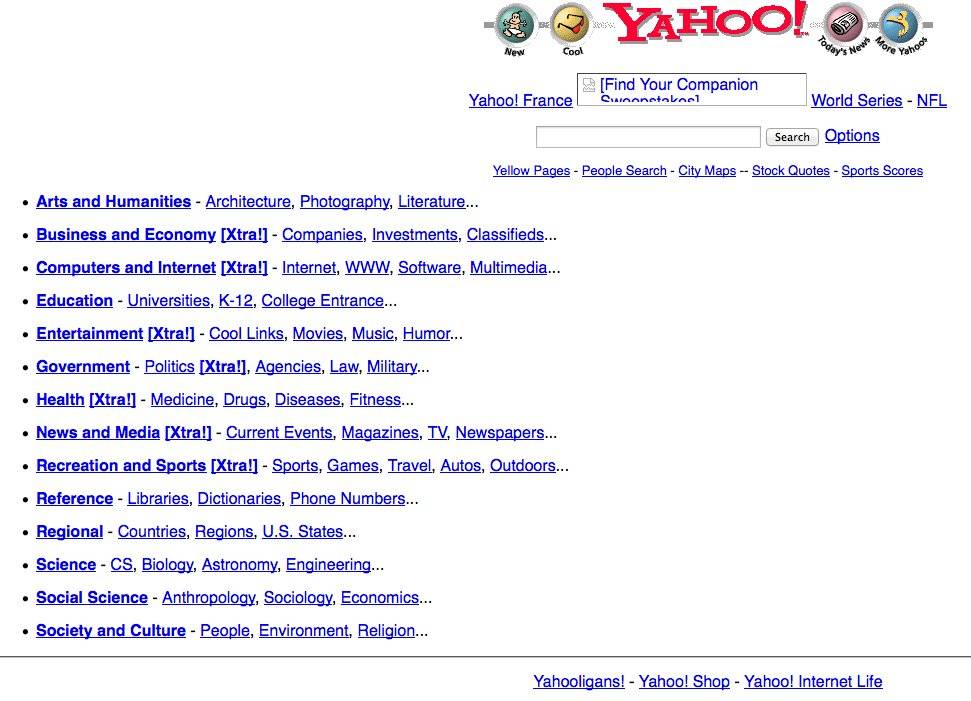 New Cool YAHOO! Today's News More Yahoos
Yahoo! France [Find Your Companion Sweepstakes] World Series - NFL
Search Options
Yellow Pages - People Search - City Maps -- Stock Quotes - Sports Scores
• Arts and Humanities - Architecture, Photography, Literature...
• Business and Economy [Xtra!] - Companies, Investments, Classifieds...
• Computers and Internet [Xtra!] - Internet, WWW, Software, Multimedia...
• Education - Universities, K-12, College Entrance...
• Entertainment [Xtra!] - Cool Links, Movies, Music, Humor...
• Government - Politics [Xtra!], Agencies, Law, Military...
• Health [Xtra!] - Medicine, Drugs, Diseases, Fitness...
• News and Media [Xtra!] - Current Events, Magazines, TV, Newspapers...
• Recreation and Sports [Xtra!] - Sports, Games, Travel, Autos, Outdoors...
• Reference - Libraries, Dictionaries, Phone Numbers...
• Regional - Countries, Regions, U.S. States...
• Science - CS, Biology, Astronomy, Engineering...
• Social Science - Anthropology, Sociology, Economics...
• Society and Culture - People, Environment, Religion...
Yahooligans! - Yahoo! Shop - Yahoo! Internet Life